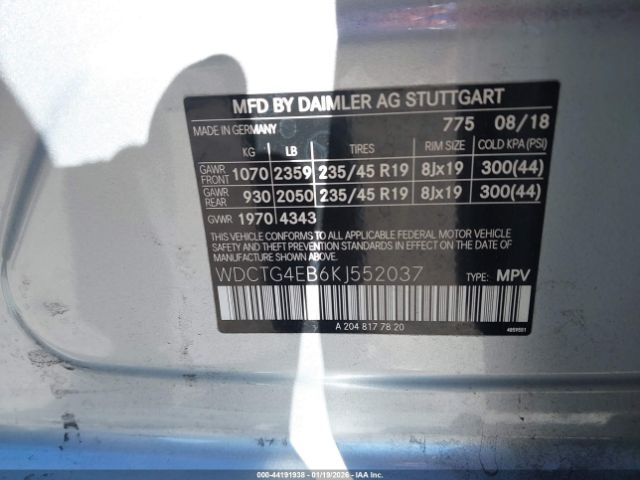 MFD BY DAIMLER AG STUTTGART
MADE IN GERMANY 775 08/18
KG LB TIRES RIM SIZE COLD KPA (PSI)
GAWR FRONT 1070 2359 235/45 R19 8Jx19 300(44)
GAWR REAR 930 2050 235/45 R19 8Jx19 300(44)
GVWR 1970 4343
THIS VEHICLE CONFORMS TO ALL APPLICABLE FEDERAL MOTOR VEHICLE
SAFETY AND THEFT PREVENTION STANDARDS IN EFFECT ON THE DATE OF
MANUFACTURE SHOWN ABOVE.
WDCTG4EB6KJ552037 TYPE: MPV
A 204 817 78 20
IAA - 44191938 - 01/19/2026 - IAA